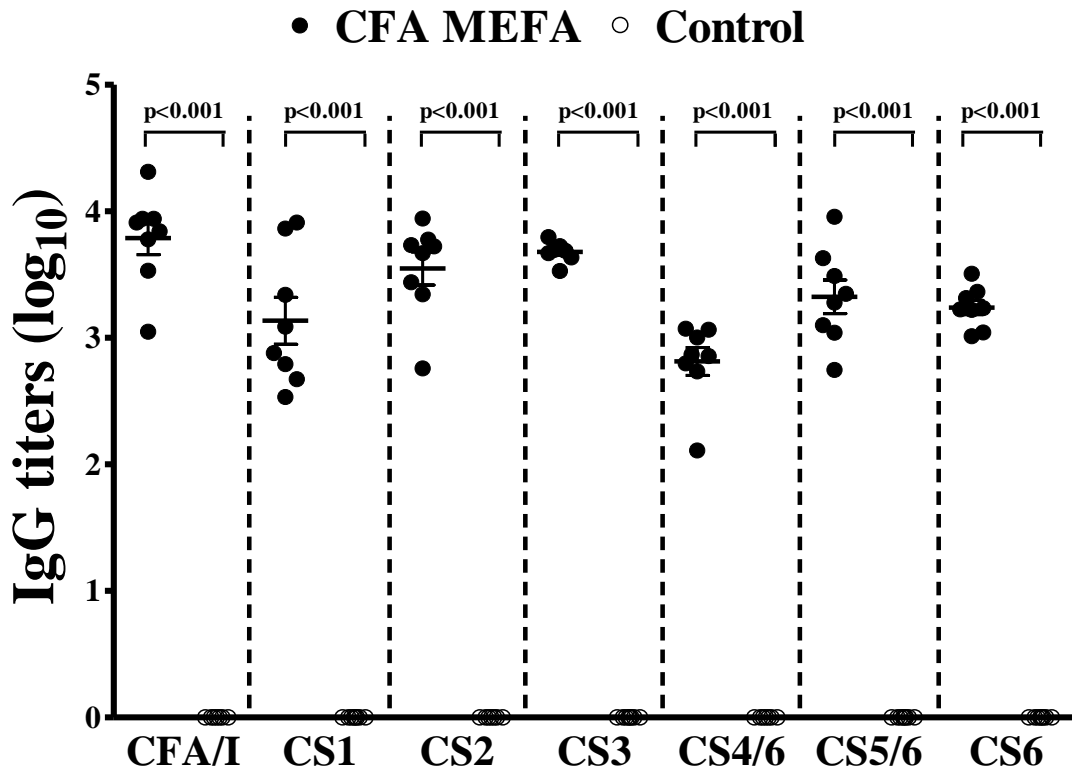 CFA MEFA Control
5
p<0.001 p<0.001 p<0.001 p<0.001 p<0.001 p<0.001 p<0.001
4
3
2
1
0
IgG titers (log10)
CFA/I CS1 CS2 CS3 CS4/6 CS5/6 CS6